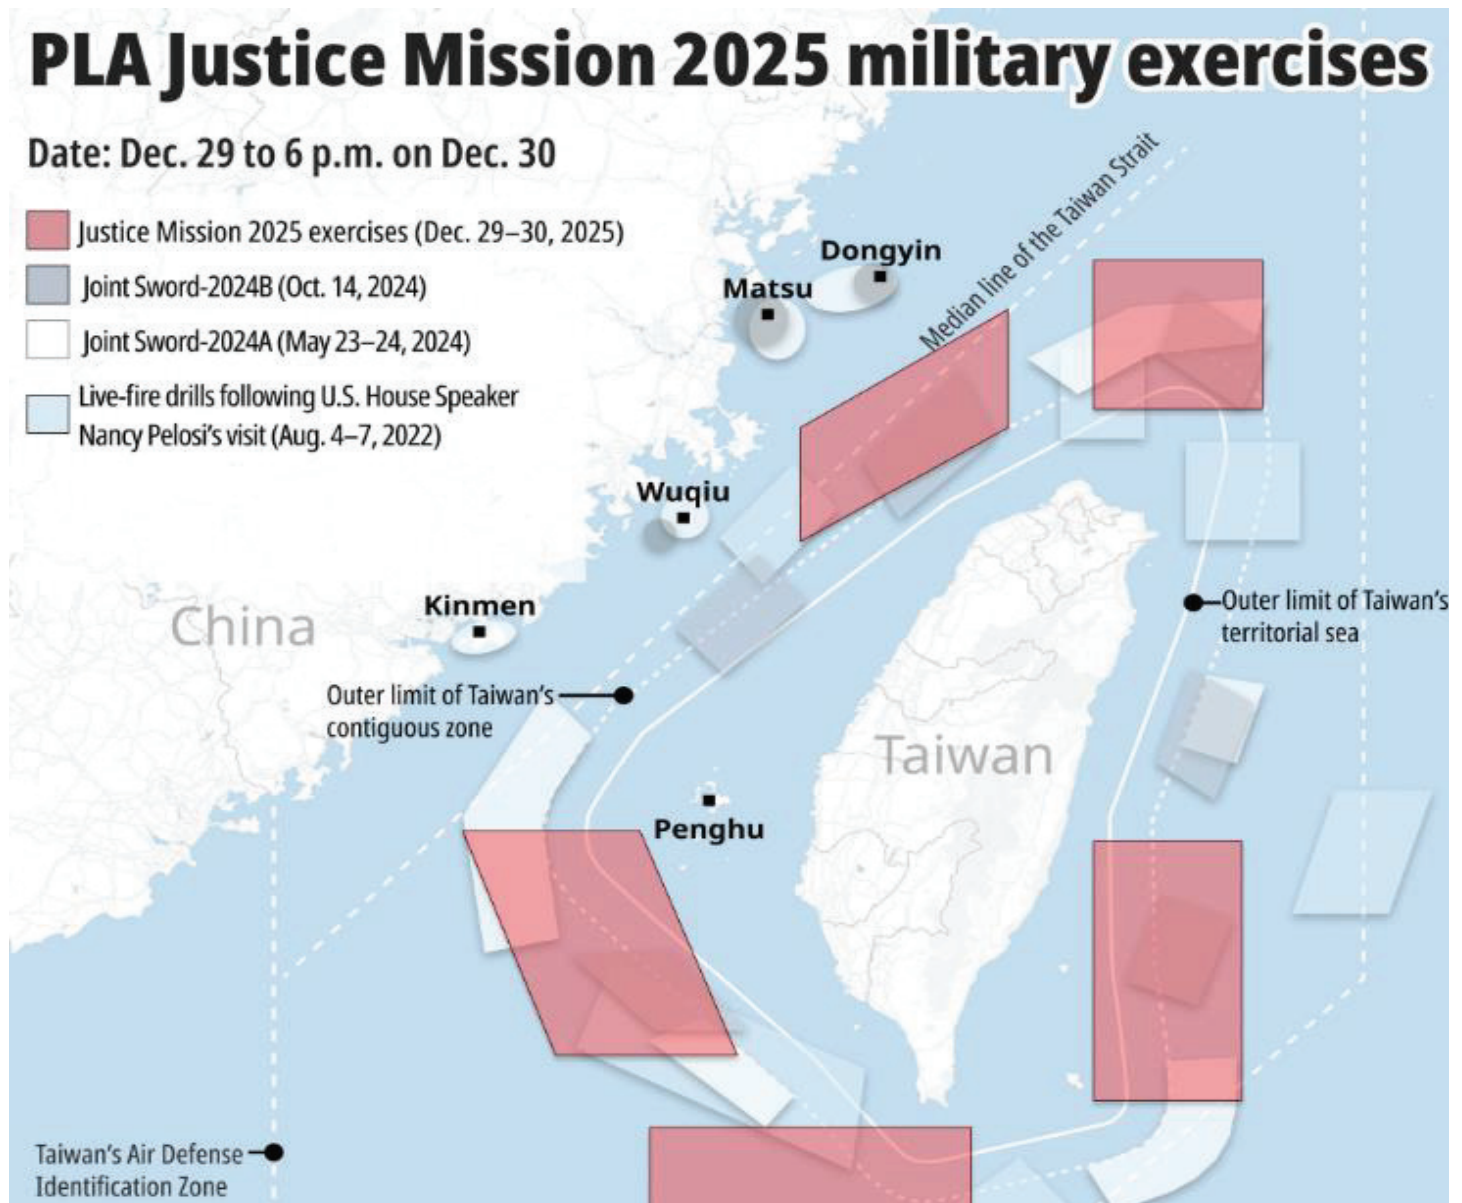 PLA Justice Mission 2025 military exercises
Date: Dec. 29 to 6 p.m. on Dec. 30
Justice Mission 2025 exercises (Dec. 29–30, 2025)
Joint Sword-2024B (Oct. 14, 2024)
Joint Sword-2024A (May 23–24, 2024)
Live-fire drills following U.S. House Speaker
Nancy Pelosi's visit (Aug. 4–7, 2022)
Median line of the Taiwan Strait
Dongyin
Matsu
Wuqiu
Kinmen
China
Outer limit of Taiwan's
territorial sea
Outer limit of Taiwan's
contiguous zone
Taiwan
Penghu
Taiwan's Air Defense
Identification Zone